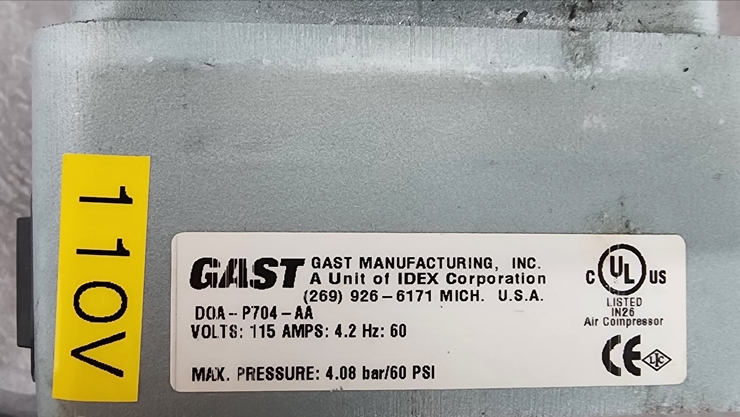 110V
GAST
GAST MANUFACTURING, INC.
A Unit of IDEX Corporation
(269) 926-6171 MICH. U.S.A.
DOA-P704-AA
VOLTS: 115 AMPS: 4.2 Hz: 60
MAX. PRESSURE: 4.08 bar/60 PSI
C UL US
LISTED
IN26
Air Compressor
CE